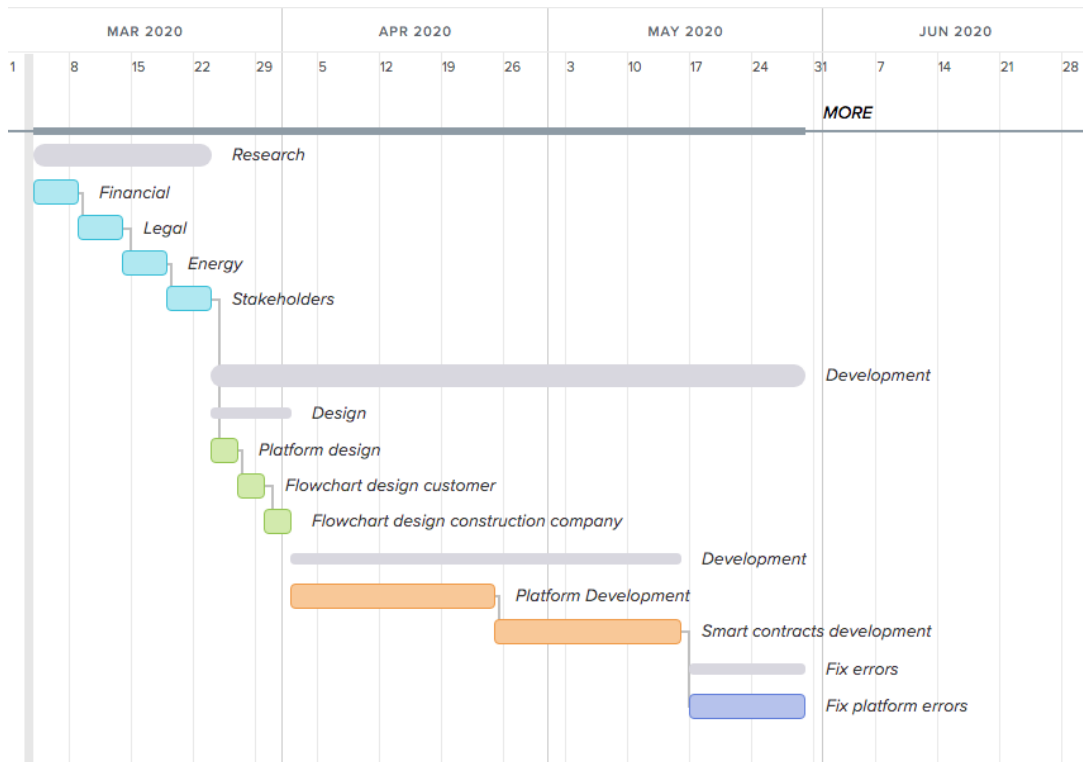 MAR 2020 APR 2020 MAY 2020 JUN 2020
1 8 15 22 29 5 12 19 26 3 10 17 24 31 7 14 21 28
MORE
Research
Financial
Legal
Energy
Stakeholders
Development
Design
Platform design
Flowchart design customer
Flowchart design construction company
Development
Platform Development
Smart contracts development
Fix errors
Fix platform errors